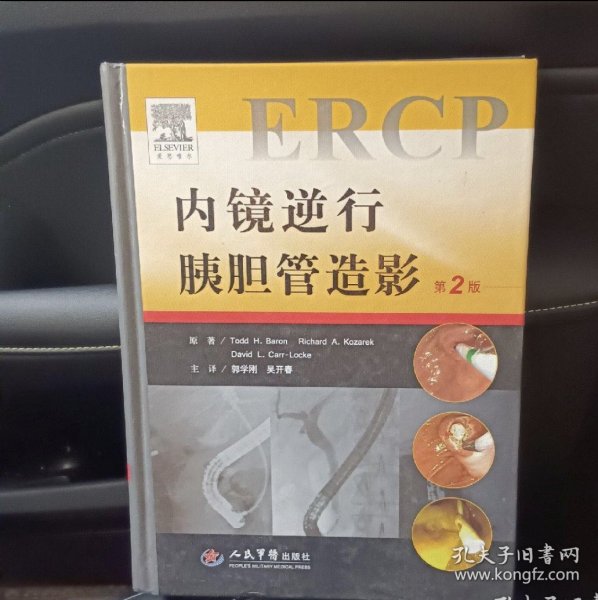 ERCP
ELSEVIER
爱思唯尔
内镜逆行
胰胆管造影 第2版
原著／Todd H. Baron Richard A. Kozarek
David L. Carr-Locke
主译／郭学刚 吴开春
人民军医出版社
PEOPLE'S MILITARY MEDICAL PRESS
孔夫子旧书网
www.kongfz.com